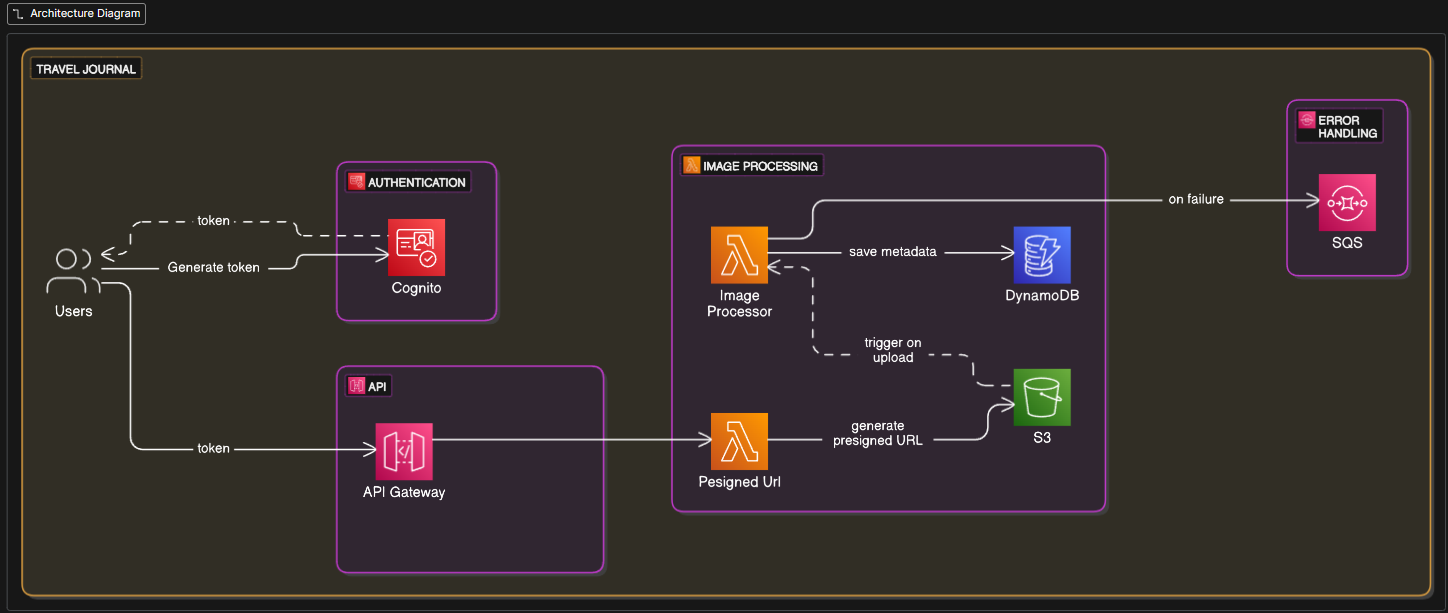 Architecture Diagram
TRAVEL JOURNAL
ERROR
HANDLING
SQS
AUTHENTICATION
Cognito
token
Generate token
Users
IMAGE PROCESSING
on failure
save metadata
Image
Processor
DynamoDB
trigger on
upload
S3
generate
presigned URL
Pesigned Url
API
token
API Gateway